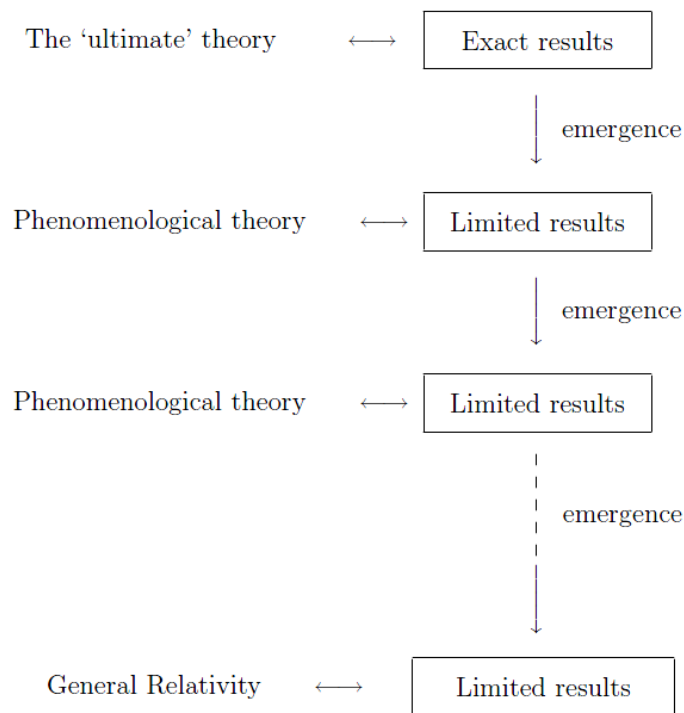 The ‘ultimate’ theory ⟷ Exact results
emergence
Phenomenological theory ⟷ Limited results
emergence
Phenomenological theory ⟷ Limited results
emergence
General Relativity ⟷ Limited results